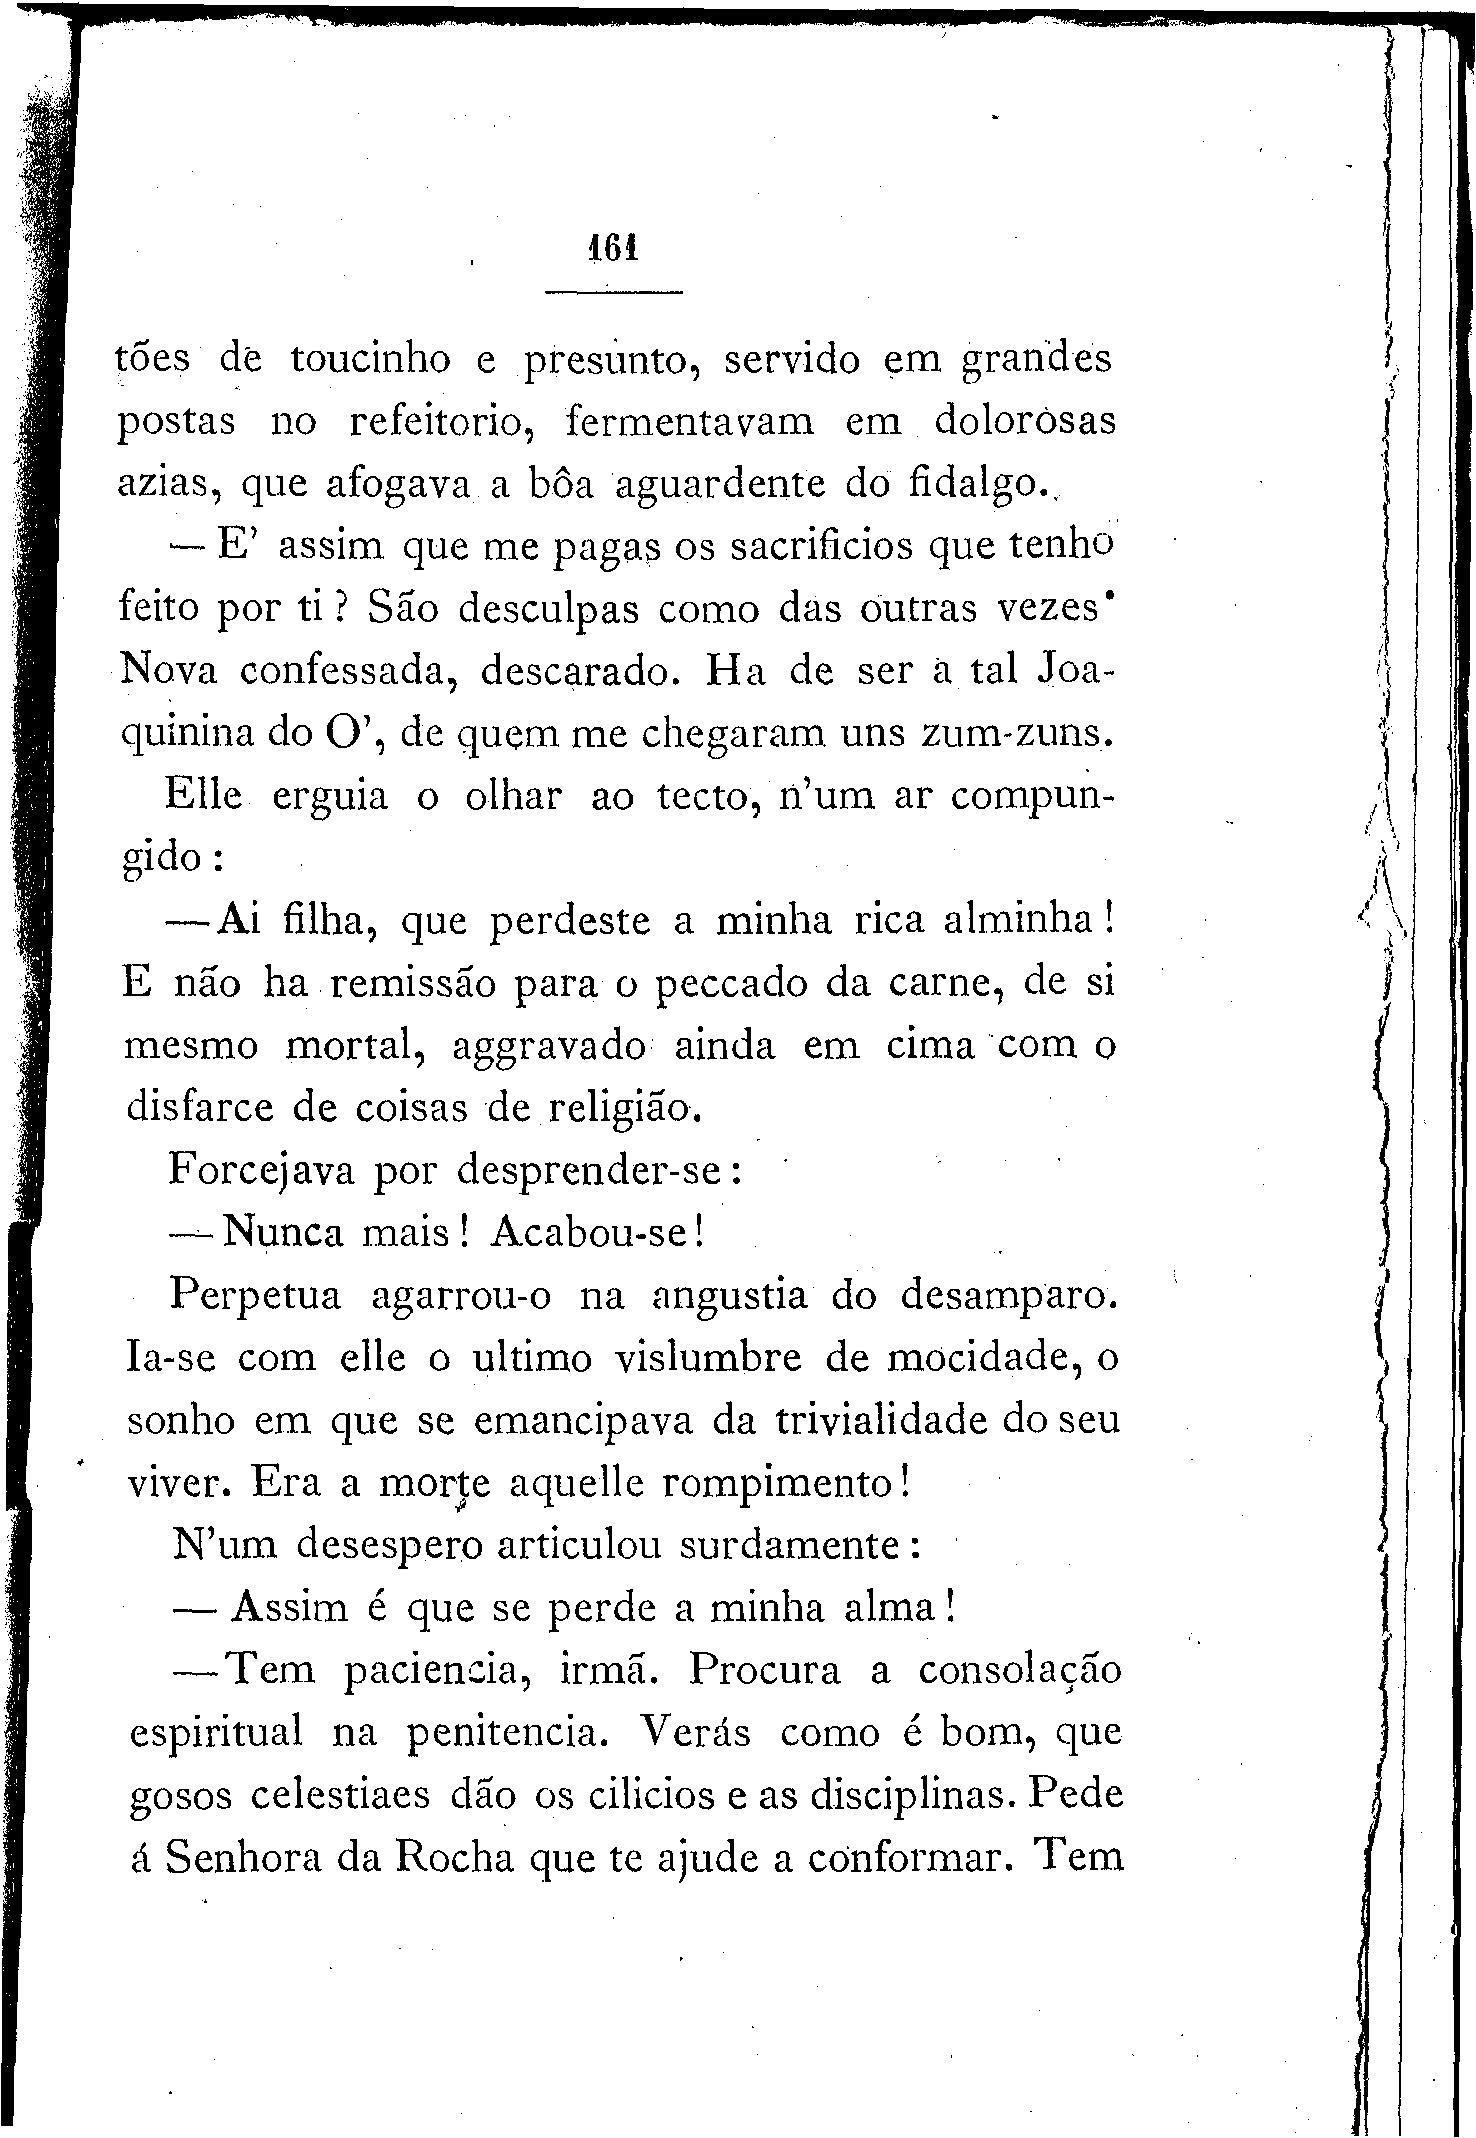 161
tões de toucinho e presunto, servido em grandes
postas no refeitorio, fermentavam em dolorosas
azias, que afogava a bôa aguardente do fidalgo.
— E' assim que me pagas os sacrificios que tenho
feito por ti ? São desculpas como das outras vezes•
Nova confessada, descarado. Ha de ser a tal Joa-
quinina do O', de quem me chegaram uns zum-zuns.
Elle erguia o olhar ao tecto, n'um ar compun-
gido :
—Ai filha, que perdeste a minha rica alminha !
E não ha remissão para o peccado da carne, de si
mesmo mortal, aggravado ainda em cima com o
disfarce de coisas de religião.
Forcejava por desprender-se :
— Nunca mais ! Acabou-se !
Perpetua agarrou-o na angustia do desamparo.
Ia-se com elle o ultimo vislumbre de mocidade, o
sonho em que se emancipava da trivialidade do seu
viver. Era a morte aquelle rompimento !
N'um desespero articulou surdamente :
— Assim é que se perde a minha alma !
—Tem paciencia, irmã. Procura a consolação
espiritual na penitencia. Verás como é bom, que
gosos celestiaes dão os cilicios e as disciplinas. Pede
á Senhora da Rocha que te ajude a conformar. Tem